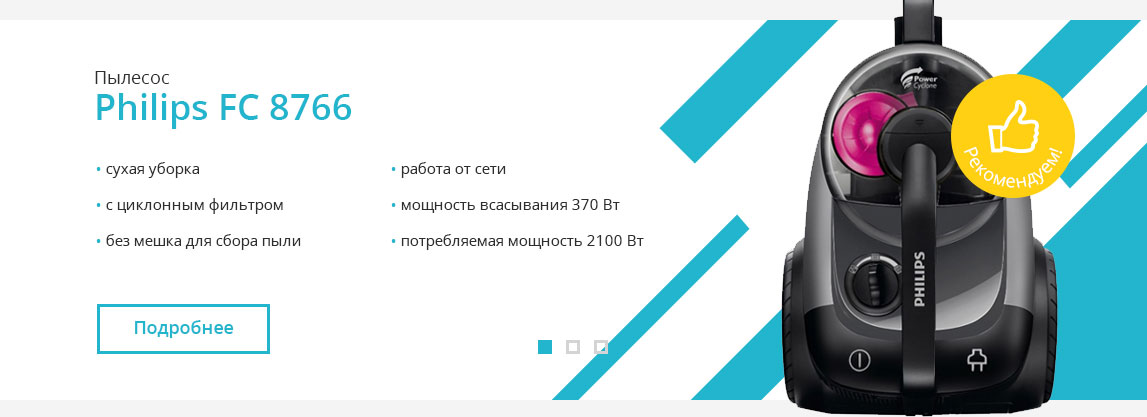 Пылесос
Philips FC 8766
• сухая уборка
• с циклонным фильтром
• без мешка для сбора пыли
• работа от сети
• мощность всасывания 370 Вт
• потребляемая мощность 2100 Вт
Подробнее
Power
Cyclone
Рекомендуем!
PHILIPS